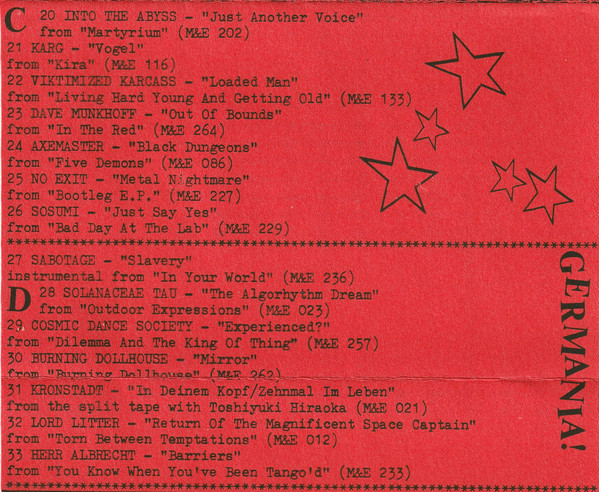 C 20 INTO THE ABYSS - "Just Another Voice"
from "Martyrium" (M&E 202)
21 KARG - "Vogel"
from "Kira" (M&E 116)
22 VIKTIMIZED KARCASS - "Loaded Man"
from "Living Hard Young And Getting Old" (M&E 133)
23 DAVE MUNKHOFF - "Out Of Bounds"
from "In The Red" (M&E 264)
24 AXEMASTER - "Black Dungeons"
from "Five Demons" (M&E 086)
25 NO EXIT - "Metal Nightmare"
from "Bootleg E.P." (M&E 227)
26 SOSUMI - "Just Say Yes"
from "Bad Day At The Lab" (M&E 229)
27 SABOTAGE - "Slavery"
instrumental from "In Your World" (M&E 236)
D 28 SOLANACEAE TAU - "The Algorhythm Dream"
from "Outdoor Expressions" (M&E 023)
29 COSMIC DANCE SOCIETY - "Experienced?"
from "Dilemma And The King Of Thing" (M&E 257)
30 BURNING DOLLHOUSE - "Mirror"
from "Burning Dollhouse" (M&E 262)
31 KRONSTADT - "In Deinem Kopf/Zehnmal Im Leben"
from the split tape with Toshiyuki Hiraoka (M&E 021)
32 LORD LITTER - "Return Of The Magnificent Space Captain"
from "Torn Between Temptations" (M&E 012)
33 HERR ALBRECHT - "Barriers"
from "You Know When You've Been Tango'd" (M&E 233)
GERMANIA!